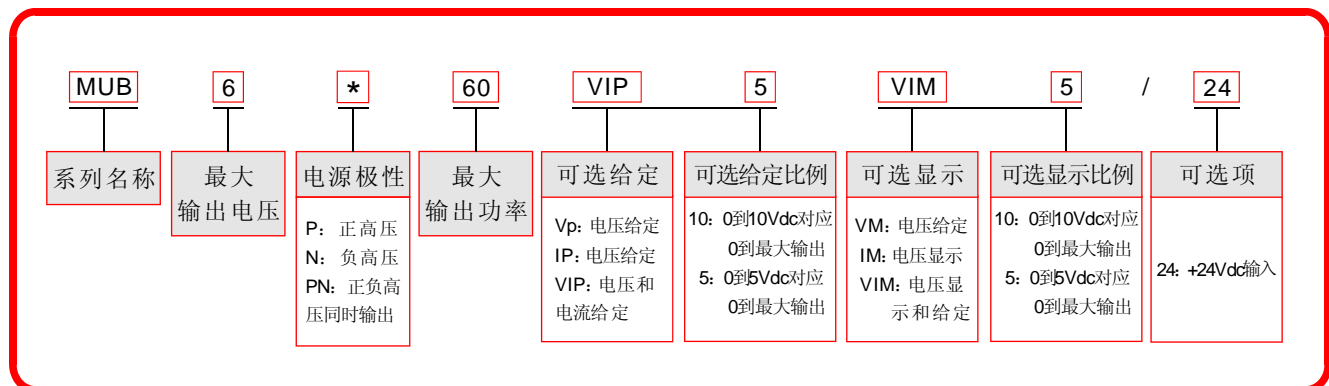 MUB 6 * 60 VIP 5 VIM 5 / 24
系列名称
最大
输出电压
电源极性
P：正高压
N：负高压
PN：正负高
压同时输出
最大
输出功率
可选给定
Vp：电压给定
IP：电压给定
VIP：电压和
电流给定
可选给定比例
10：0到10Vdc对应
0到最大输出
5：0到5Vdc对应
0到最大输出
可选显示
VM：电压给定
IM：电压显示
VIM：电压显
示和给定
可选显示比例
10：0到10Vdc对应
0到最大输出
5：0到5Vdc对应
0到最大输出
可选项
24：+24Vdc输入